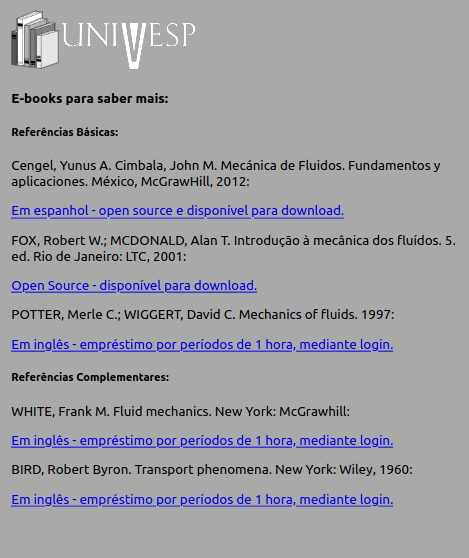 UNIVESP
E-books para saber mais:
Referências Básicas:
Cengel, Yunus A. Cimbala, John M. Mecánica de Fluidos. Fundamentos y
aplicaciones. México, McGrawHill, 2012:
Em espanhol - open source e disponível para download.
FOX, Robert W.; MCDONALD, Alan T. Introdução à mecânica dos fluídos. 5.
ed. Rio de Janeiro: LTC, 2001:
Open Source - disponível para download.
POTTER, Merle C.; WIGGERT, David C. Mechanics of fluids. 1997:
Em inglês - empréstimo por períodos de 1 hora, mediante login.
Referências Complementares:
WHITE, Frank M. Fluid mechanics. New York: McGrawhill:
Em inglês - empréstimo por períodos de 1 hora, mediante login.
BIRD, Robert Byron. Transport phenomena. New York: Wiley, 1960:
Em inglês - empréstimo por períodos de 1 hora, mediante login.